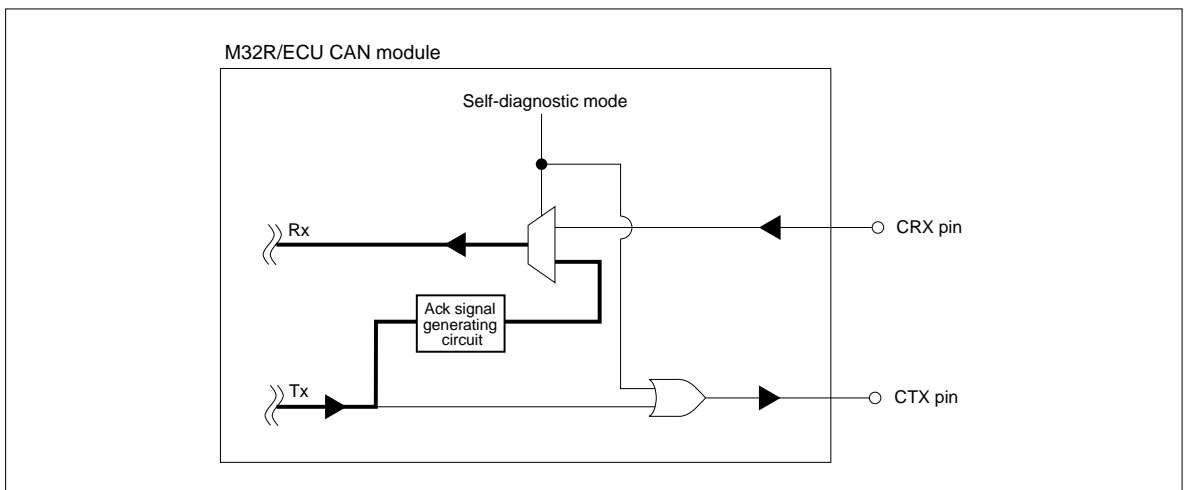 M32R/ECU CAN module
Self-diagnostic mode
Rx
CRX pin
Ack signal
generating
circuit
Tx
CTX pin